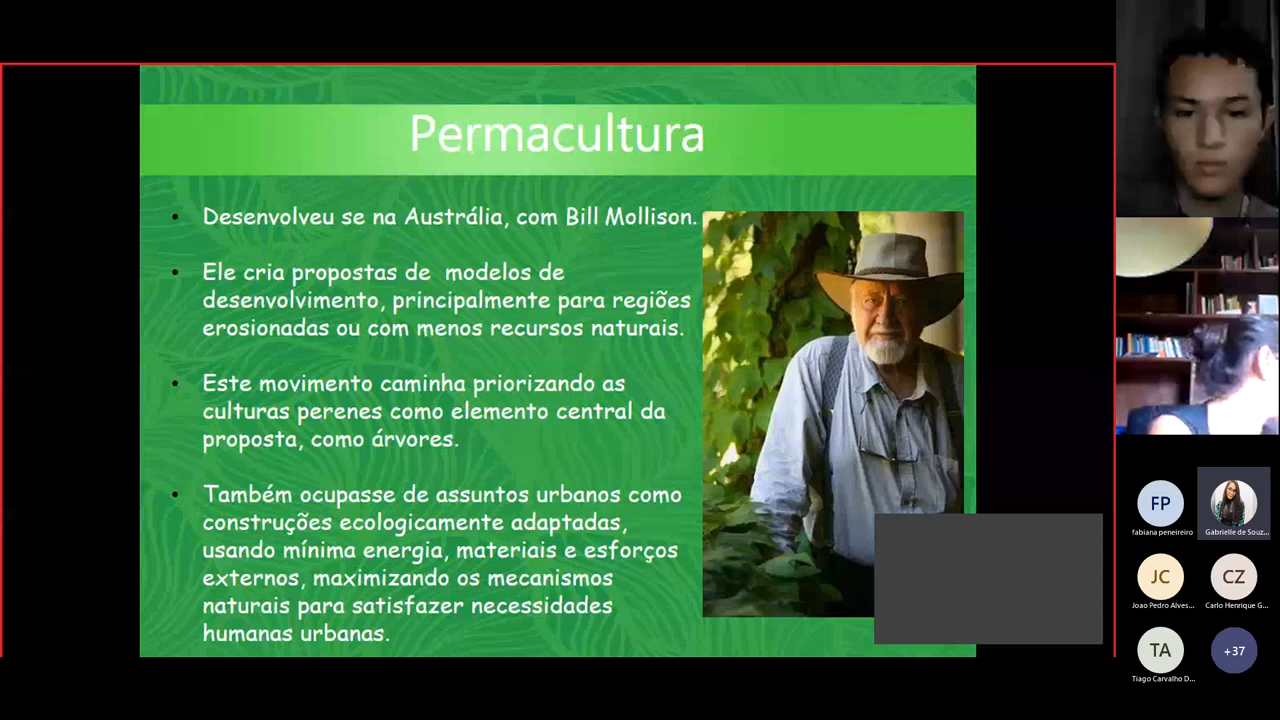 Permacultura
• Desenvolveu se na Austrália, com Bill Mollison.
• Ele cria propostas de modelos de
desenvolvimento, principalmente para regiões
erosionadas ou com menos recursos naturais.
• Este movimento caminha priorizando as
culturas perenes como elemento central da
proposta, como árvores.
• Também ocupasse de assuntos urbanos como
construções ecologicamente adaptadas,
usando mínima energia, materiais e esforços
externos, maximizando os mecanismos
naturais para satisfazer necessidades
humanas urbanas.
FP
fabiana peneireiro
Gabrielle de Souz...
JC
Joao Pedro Alves...
CZ
Carlo Henrique G...
TA
Tiago Carvalho D...
+37